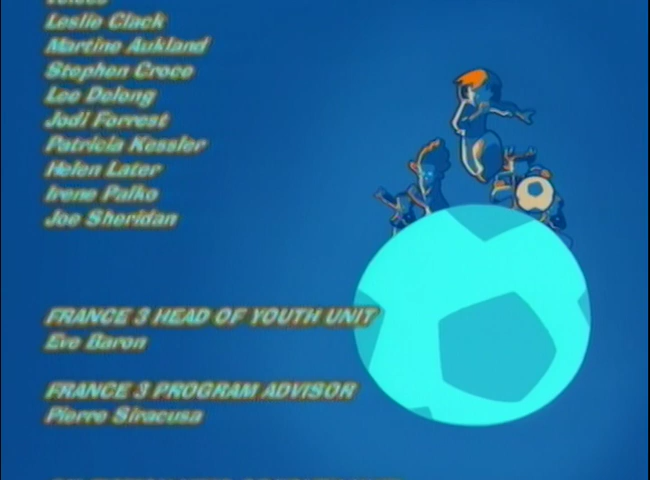 Voices
Leslie Clack
Martine Aukland
Stephen Croce
Lee Delong
Jodi Forrest
Patricia Kessler
Helen Later
Irene Palko
Joe Sheridan
FRANCE 3 HEAD OF YOUTH UNIT
Eve Baron
FRANCE 3 PROGRAM ADVISOR
Pierre Siracusa